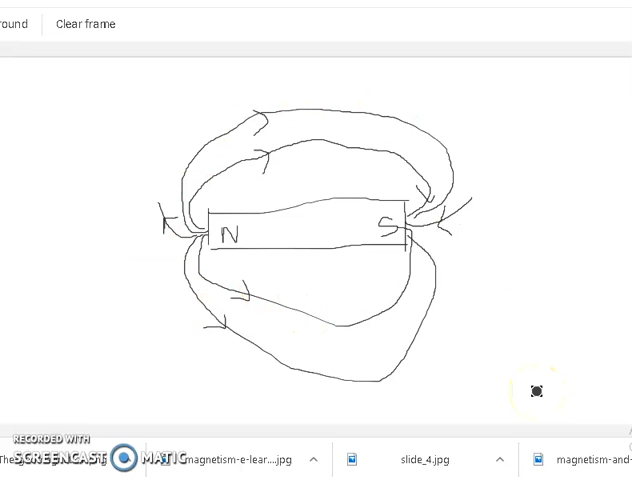 round Clear frame
N S
RECORDED WITH
SCREENCAST MATIC
magnetism-e-lear....jpg slide_4.jpg magnetism-and-